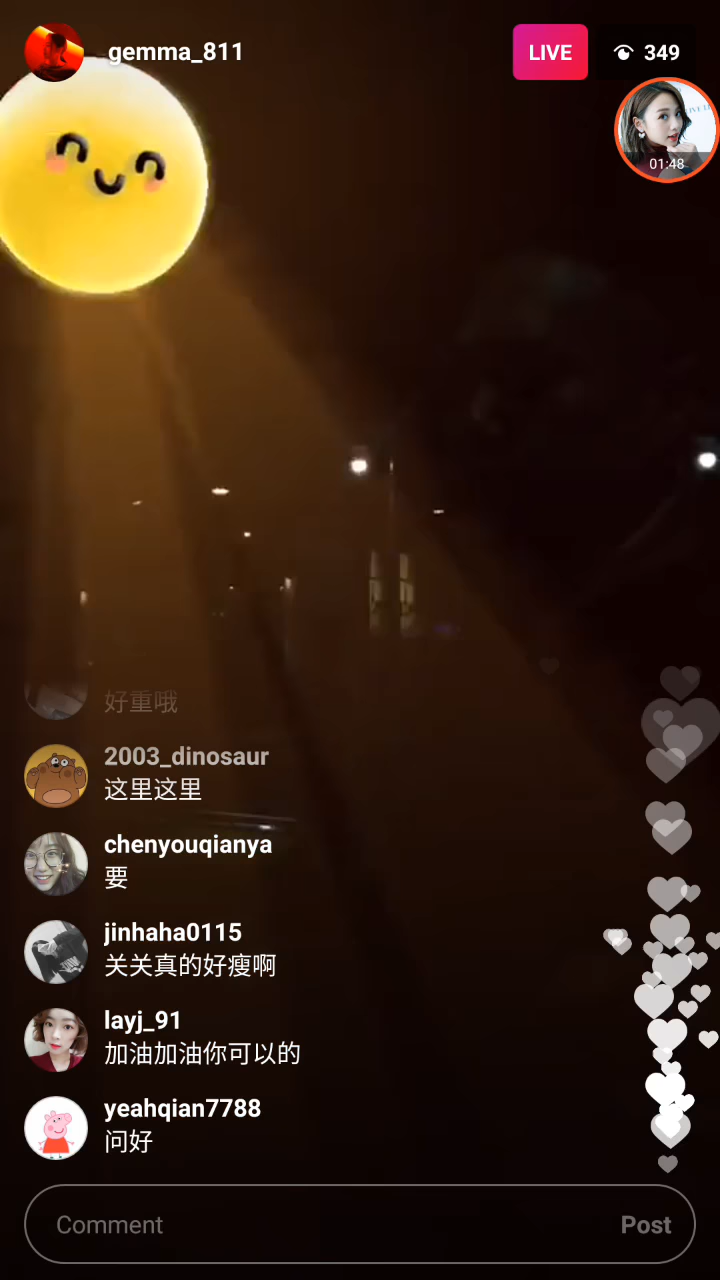 gemma_811
LIVE
349
01:48
好重哦
2003_dinosaur
这里这里
chenyouqianya
要
jinhaha0115
关关真的好瘦啊
layj_91
加油加油你可以的
yeahqian7788
问好
Comment
Post